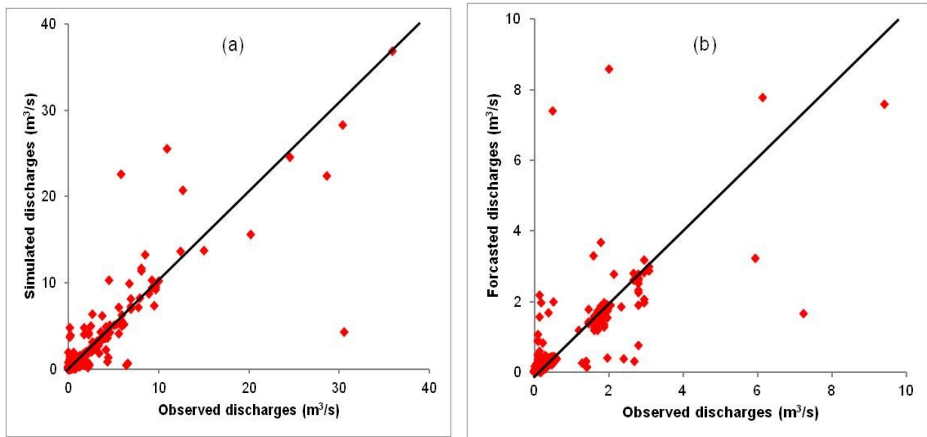 (a)
Simulated discharges (m³/s)
40
30
20
10
0
0 10 20 30 40
Observed discharges (m³/s)
(b)
Forcasted discharges (m³/s)
10
8
6
4
2
0
0 2 4 6 8 10
Observed discharges (m³/s)